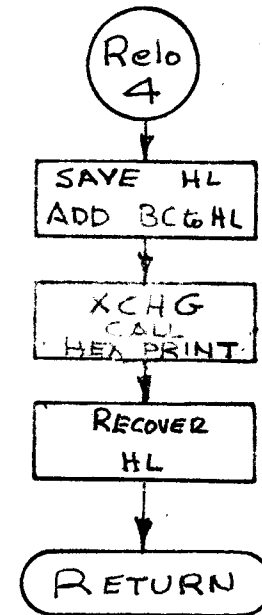 Relo
4
SAVE HL
ADD BC to HL
XCHG
CALL
HEX PRINT
RECOVER
HL
RETURN